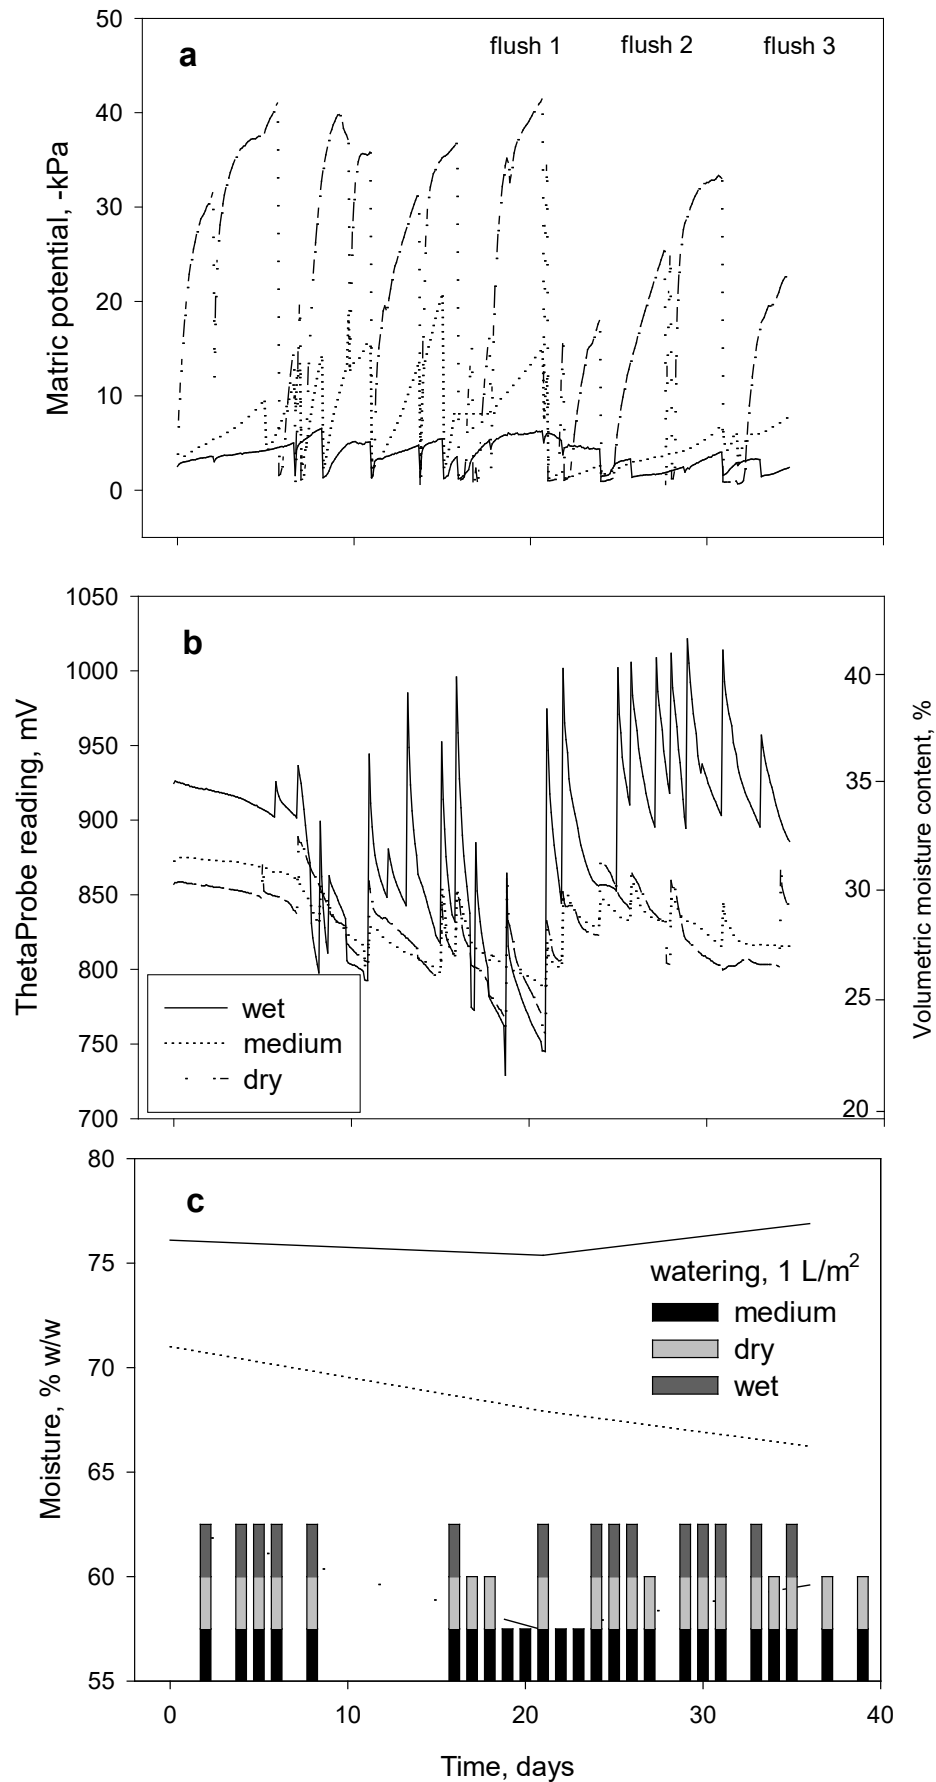 50
a
flush 1 flush 2 flush 3
40
30
20
10
0
Matric potential, -kPa
1050
b
1000
950
900
850
800
750
700
ThetaProbe reading, mV
40
35
30
25
20
Volumetric moisture content, %
wet
medium
dry
80
c
75
70
65
60
55
Moisture, % w/w
watering, 1 L/m²
medium
dry
wet
0 10 20 30 40
Time, days